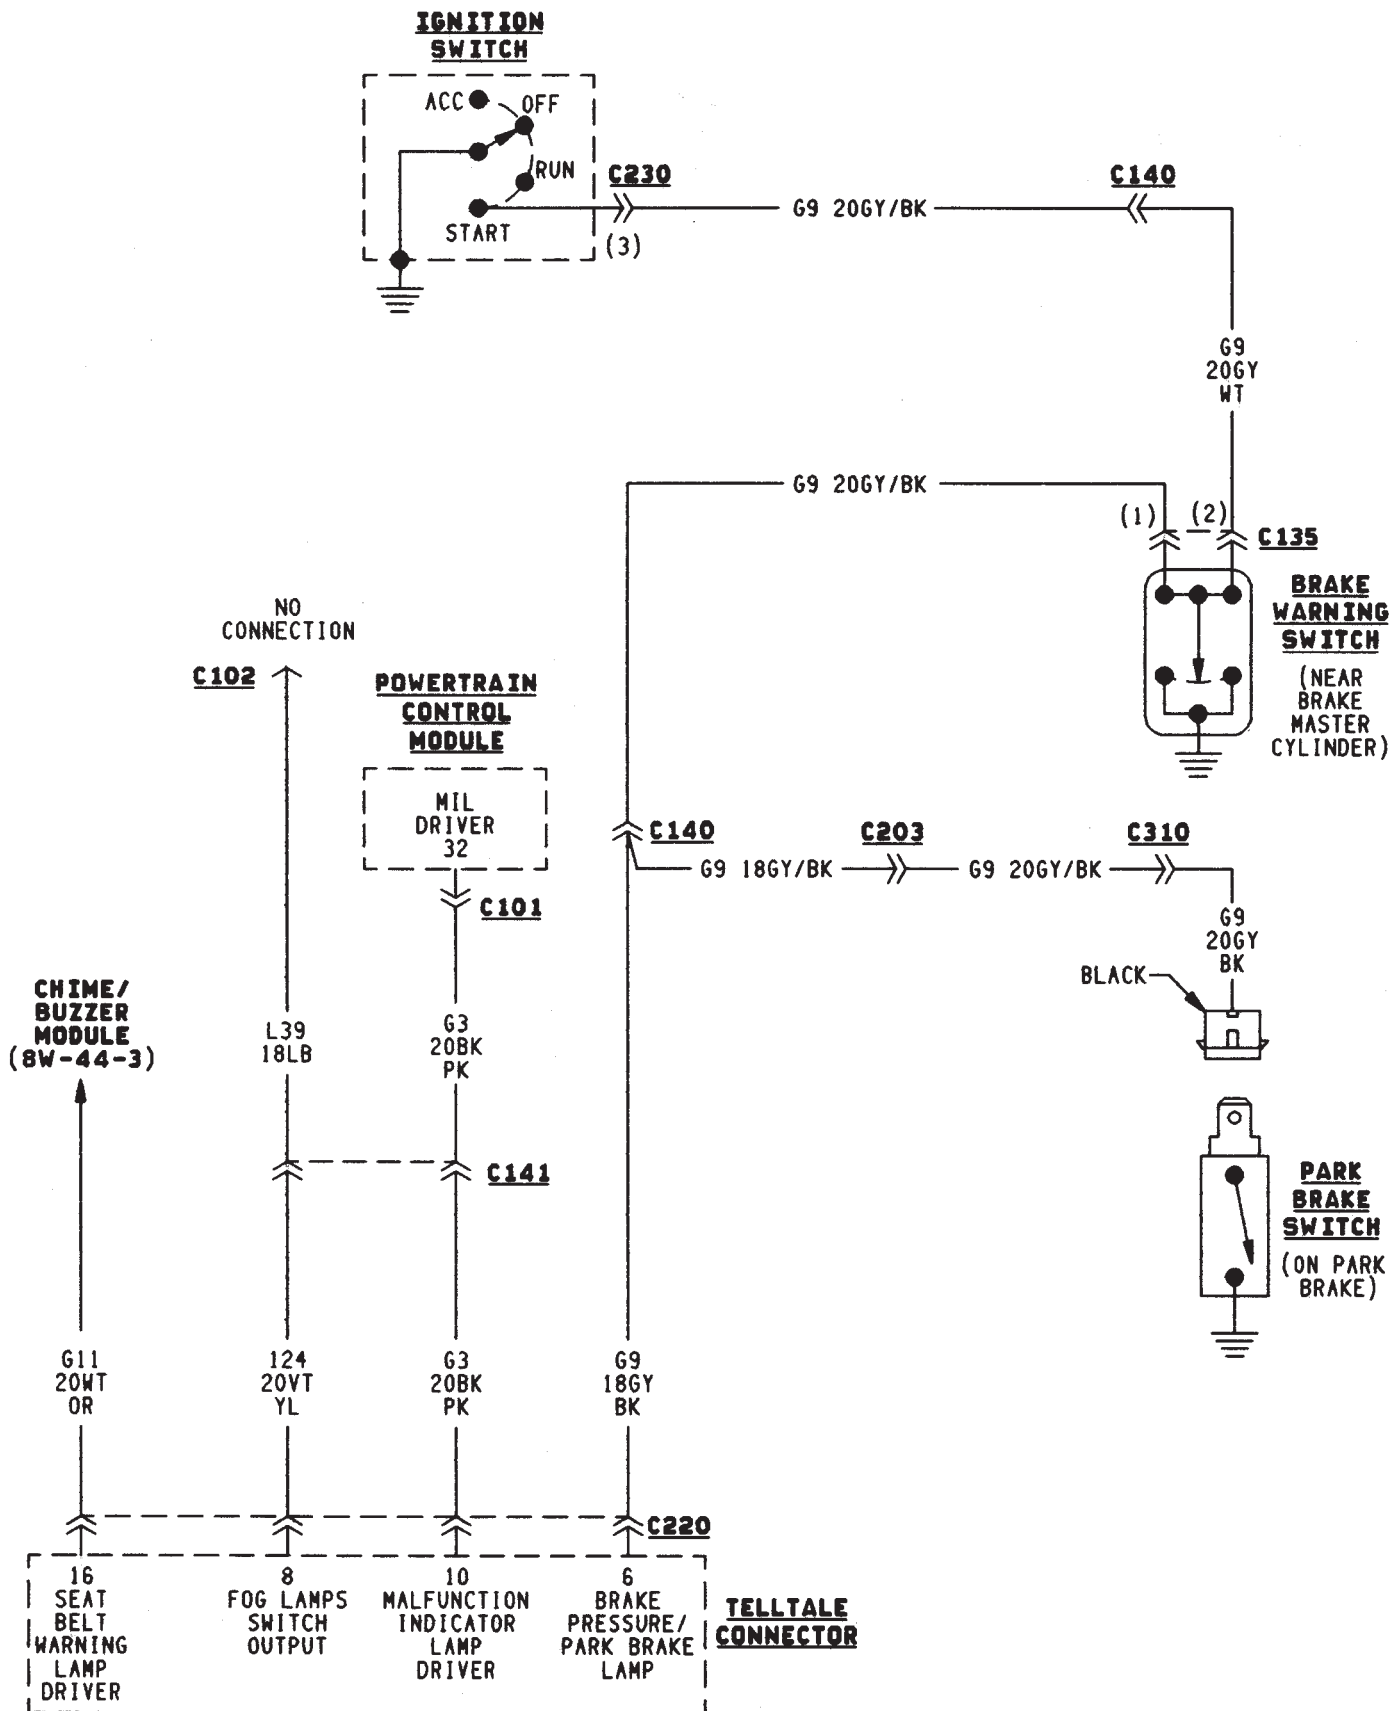 IGNITION
SWITCH
ACC
OFF
RUN
START
C230
(3)
G9 20GY/BK
C140
G9
20GY
WT
G9 20GY/BK
(1)
(2)
C135
BRAKE
WARNING
SWITCH
(NEAR
BRAKE
MASTER
CYLINDER)
NO
CONNECTION
C102
POWERTRAIN
CONTROL
MODULE
MIL
DRIVER
32
C101
C140
G9 18GY/BK
C203
G9 20GY/BK
C310
G9
20GY
BK
BLACK
CHIME/
BUZZER
MODULE
(8W-44-3)
L39
18LB
G3
20BK
PK
C141
PARK
BRAKE
SWITCH
(ON PARK
BRAKE)
G11
20WT
OR
124
20VT
YL
G3
20BK
PK
G9
18GY
BK
C220
16
SEAT
BELT
WARNING
LAMP
DRIVER
8
FOG LAMPS
SWITCH
OUTPUT
10
MALFUNCTION
INDICATOR
LAMP
DRIVER
6
BRAKE
PRESSURE/
PARK BRAKE
LAMP
TELLTALE
CONNECTOR